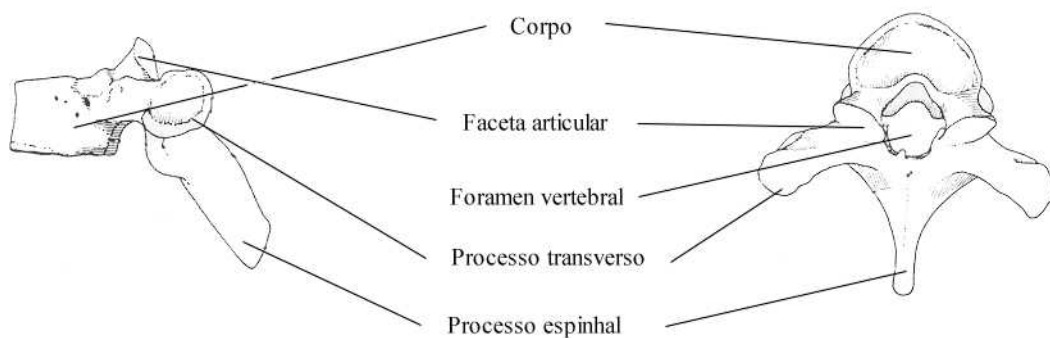 Corpo
Faceta articular
Foramen vertebral
Processo transverso
Processo espinhal